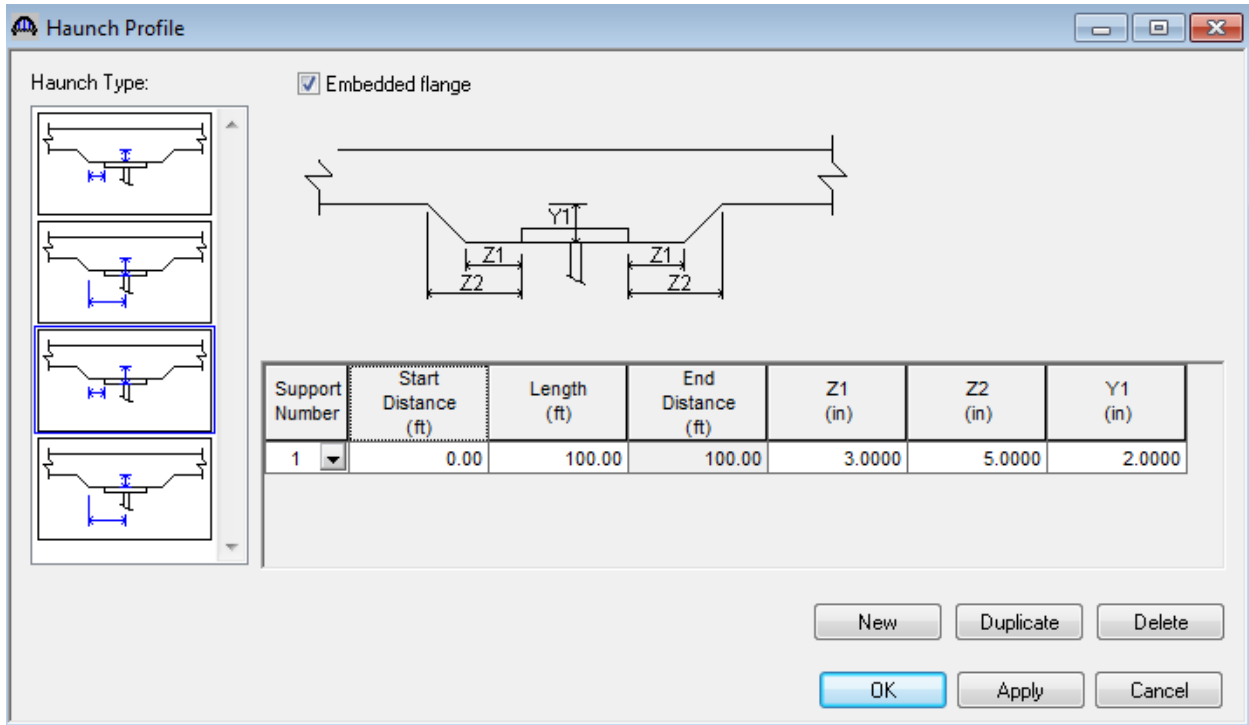 Haunch Profile
Haunch Type:
Embedded flange
Y1
Z1 Z1
Z2 Z2
Support Number
Start Distance (ft)
Length (ft)
End Distance (ft)
Z1 (in)
Z2 (in)
Y1 (in)
1 0.00 100.00 100.00 3.0000 5.0000 2.0000
New Duplicate Delete
OK Apply Cancel